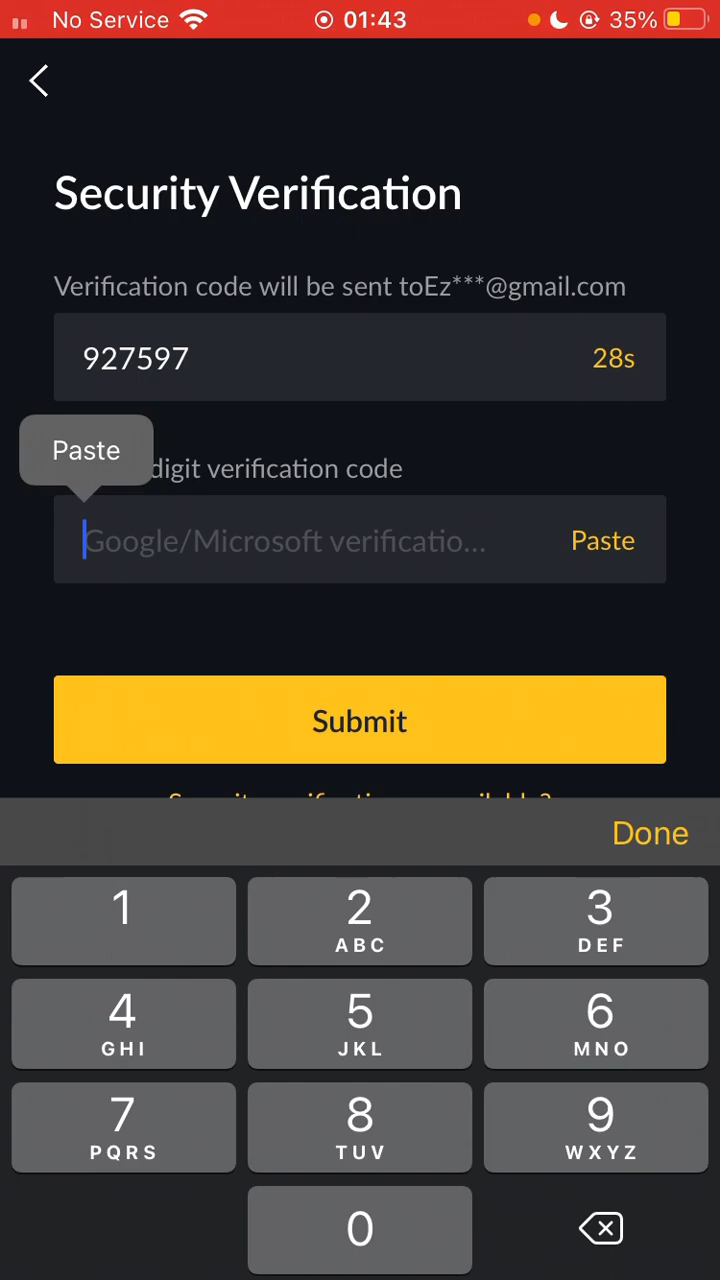 No Service 01:43 35%
Security Verification
Verification code will be sent toEz***@gmail.com
927597 28s
Paste
digit verification code
Google/Microsoft verificatio... Paste
Submit
Done
1
2 ABC
3 DEF
4 GHI
5 JKL
6 MNO
7 PQRS
8 TUV
9 WXYZ
0